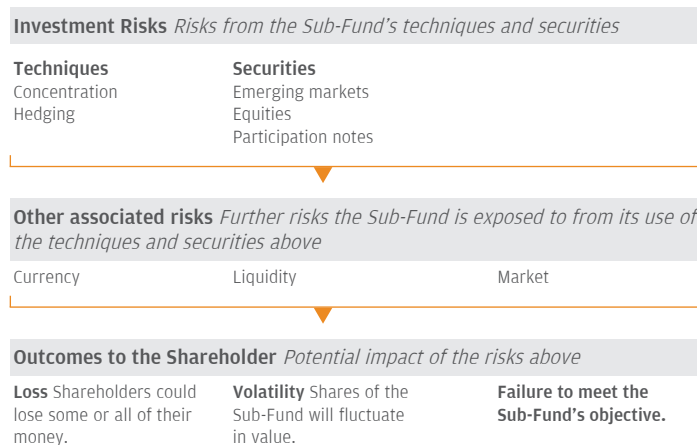 Investment Risks Risks from the Sub-Fund's techniques and securities
Techniques
Concentration
Hedging
Securities
Emerging markets
Equities
Participation notes
Other associated risks Further risks the Sub-Fund is exposed to from its use of
the techniques and securities above
Currency Liquidity Market
Outcomes to the Shareholder Potential impact of the risks above
Loss Shareholders could
lose some or all of their
money.
Volatility Shares of the
Sub-Fund will fluctuate
in value.
Failure to meet the
Sub-Fund's objective.